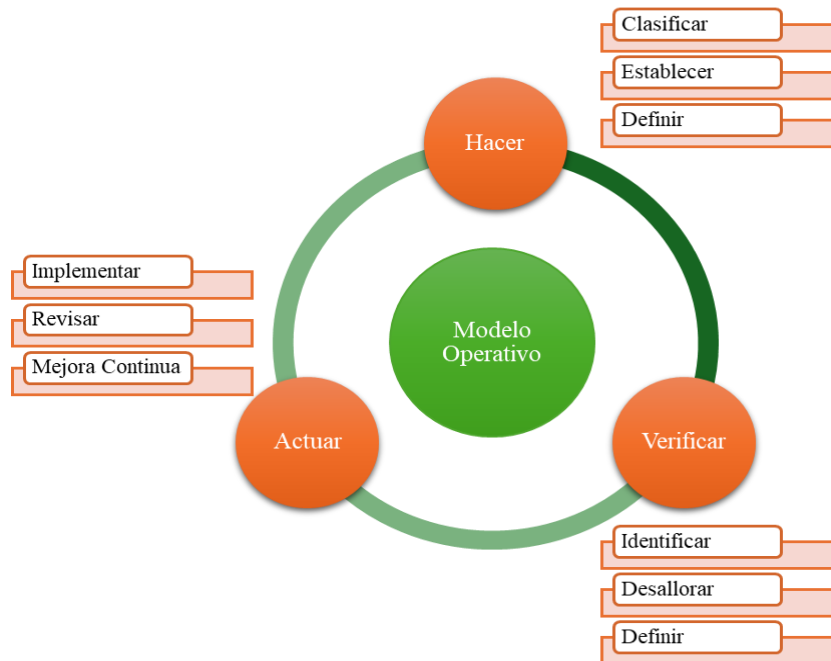 Clasificar
Establecer
Definir
Hacer
Implementar
Revisar
Mejora Continua
Modelo
Operativo
Actuar
Verificar
Identificar
Desallorar
Definir